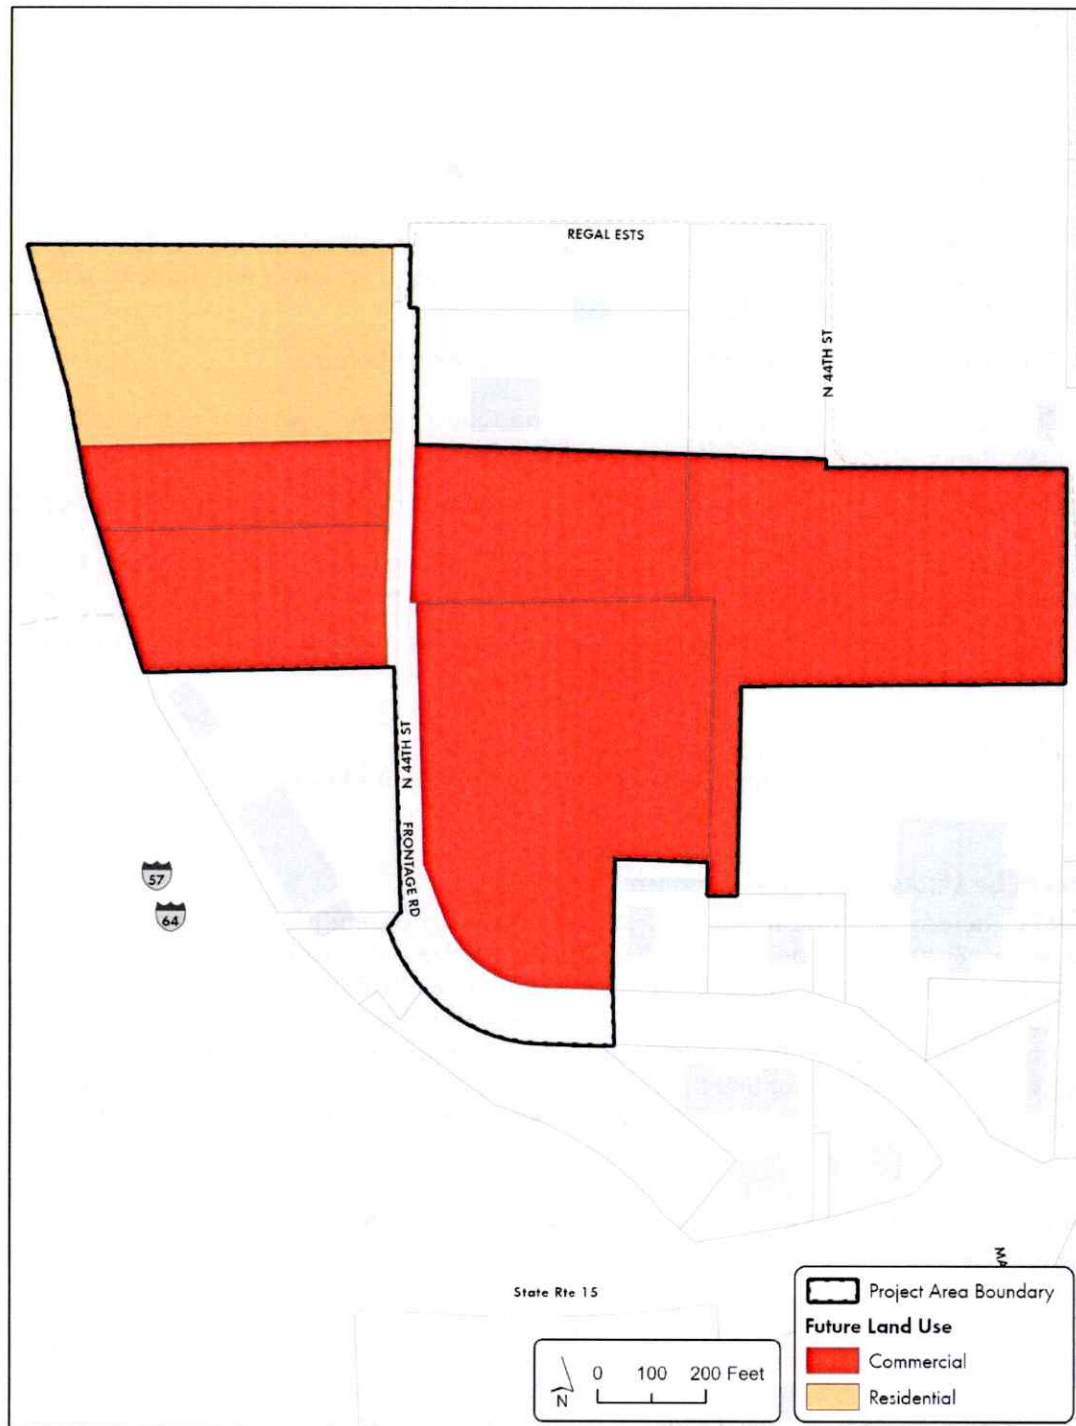 REGAL ESTS
N 44TH ST
N 44TH ST
FRONTAGE RD
57
64
State Rte 15
MA
Project Area Boundary
Future Land Use
Commercial
Residential
0 100 200 Feet
N